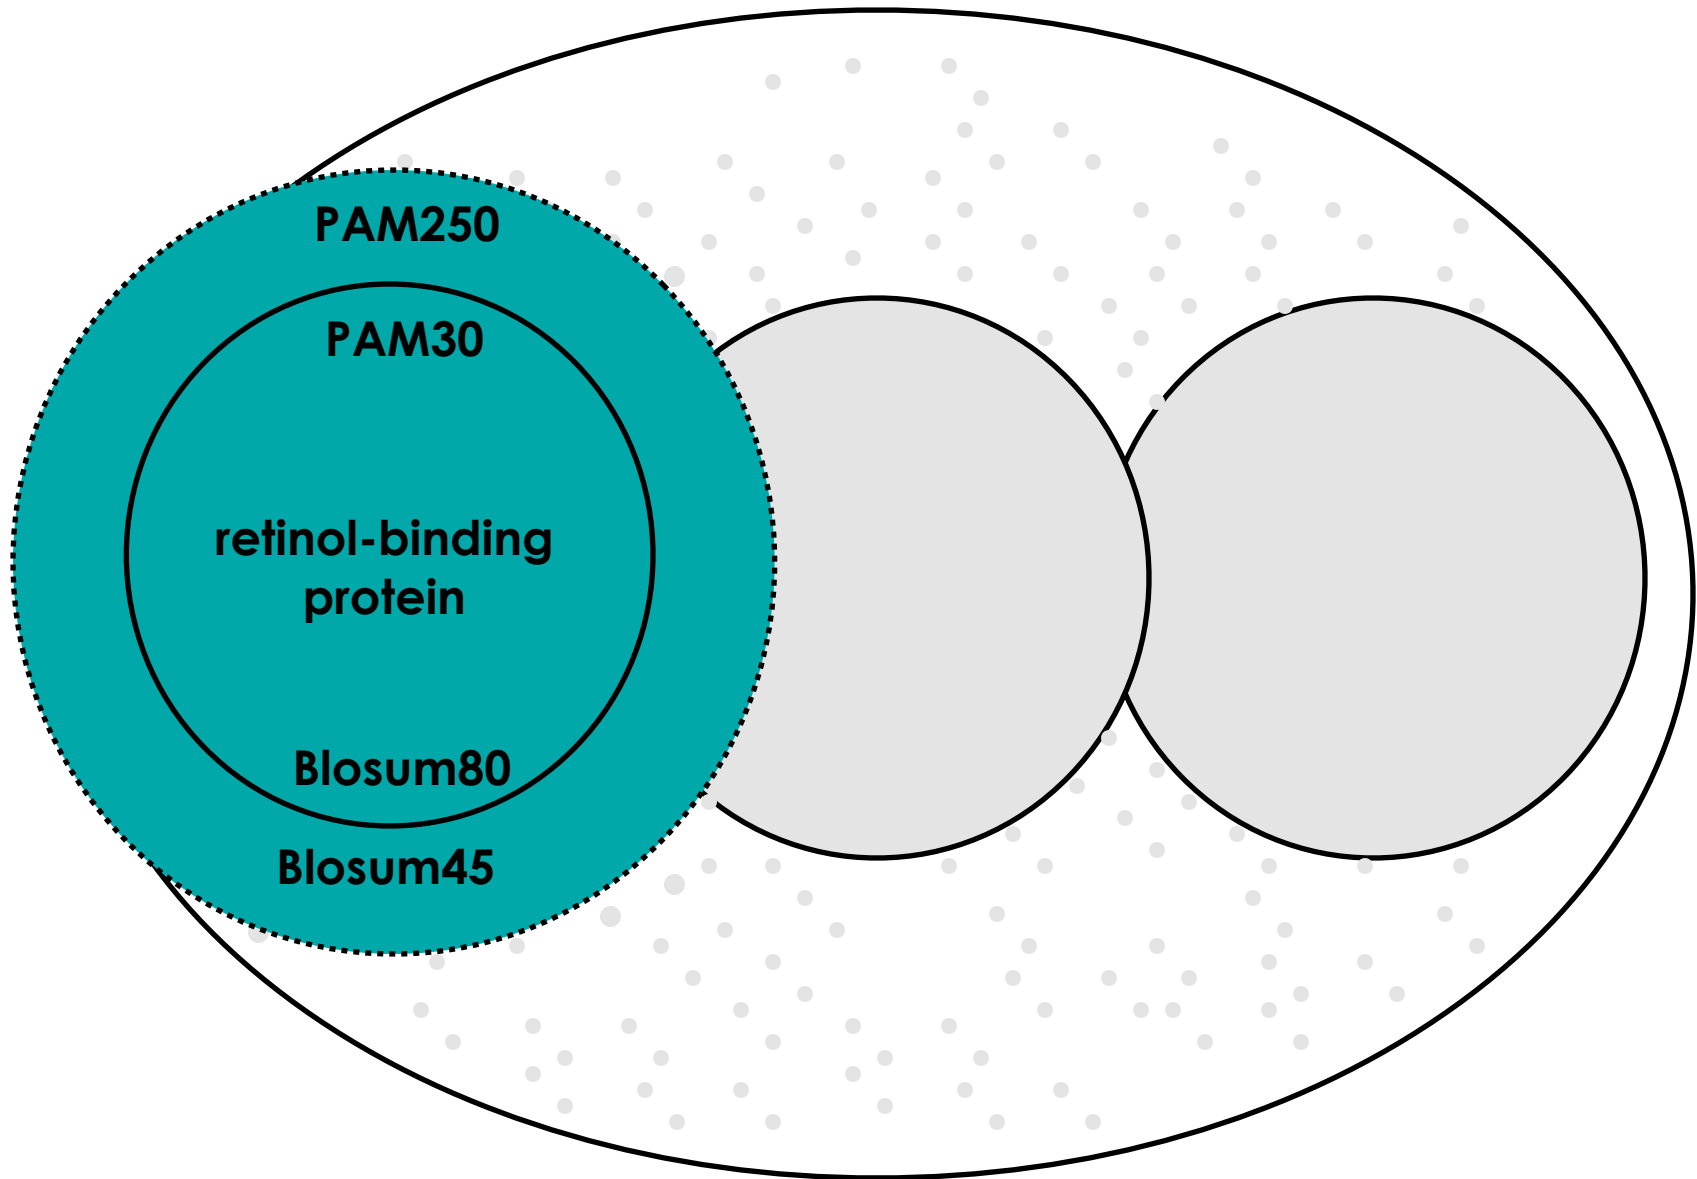 PAM250
PAM30
retinol-binding
protein
Blosum80
Blosum45